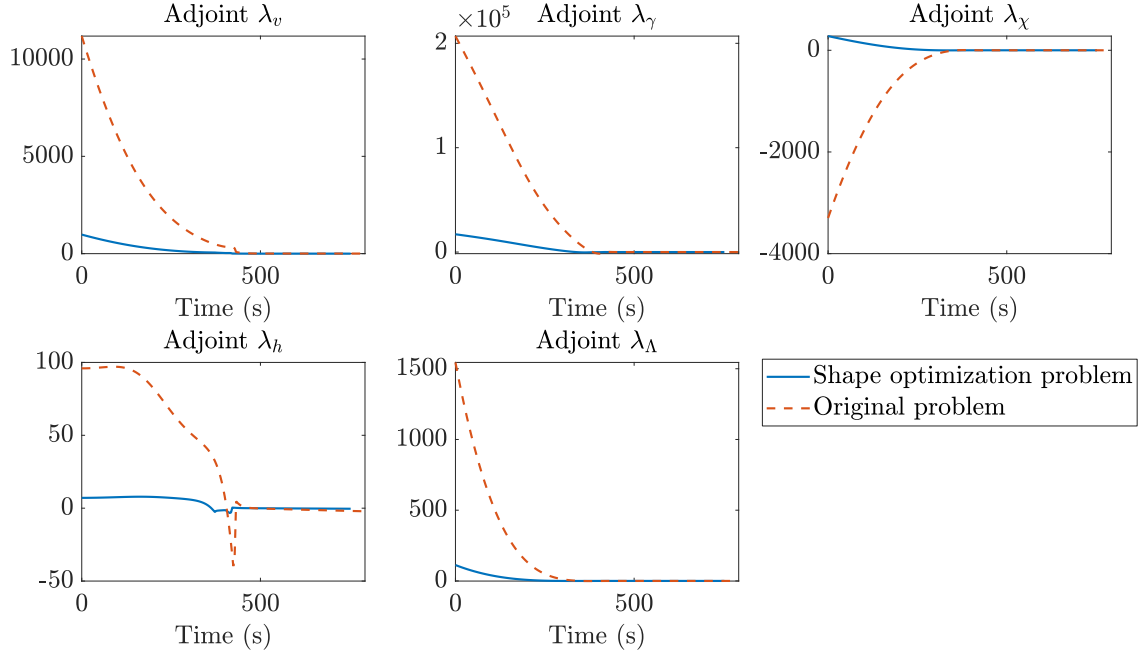 Adjoint λ_v
10000
5000
0
0
500
Time (s)
Adjoint λ_γ
×10^5
2
1
0
0
500
Time (s)
Adjoint λ_χ
0
-2000
-4000
0
500
Time (s)
Adjoint λ_h
100
50
0
-50
0
500
Time (s)
Adjoint λ_Λ
1500
1000
500
0
0
500
Time (s)
Shape optimization problem
Original problem